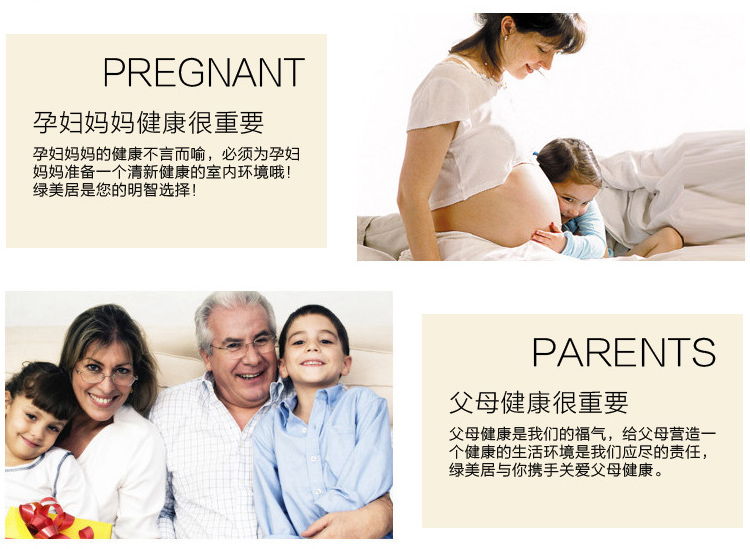 PREGNANT
孕妇妈妈健康很重要
孕妇妈妈的健康不言而喻，必须为孕妇
妈妈准备一个清新健康的室内环境哦！
绿美居是您的明智选择！
PARENTS
父母健康很重要
父母健康是我们的福气，给父母营造一
个健康的生活环境是我们应尽的责任，
绿美居与你携手关爱父母健康。